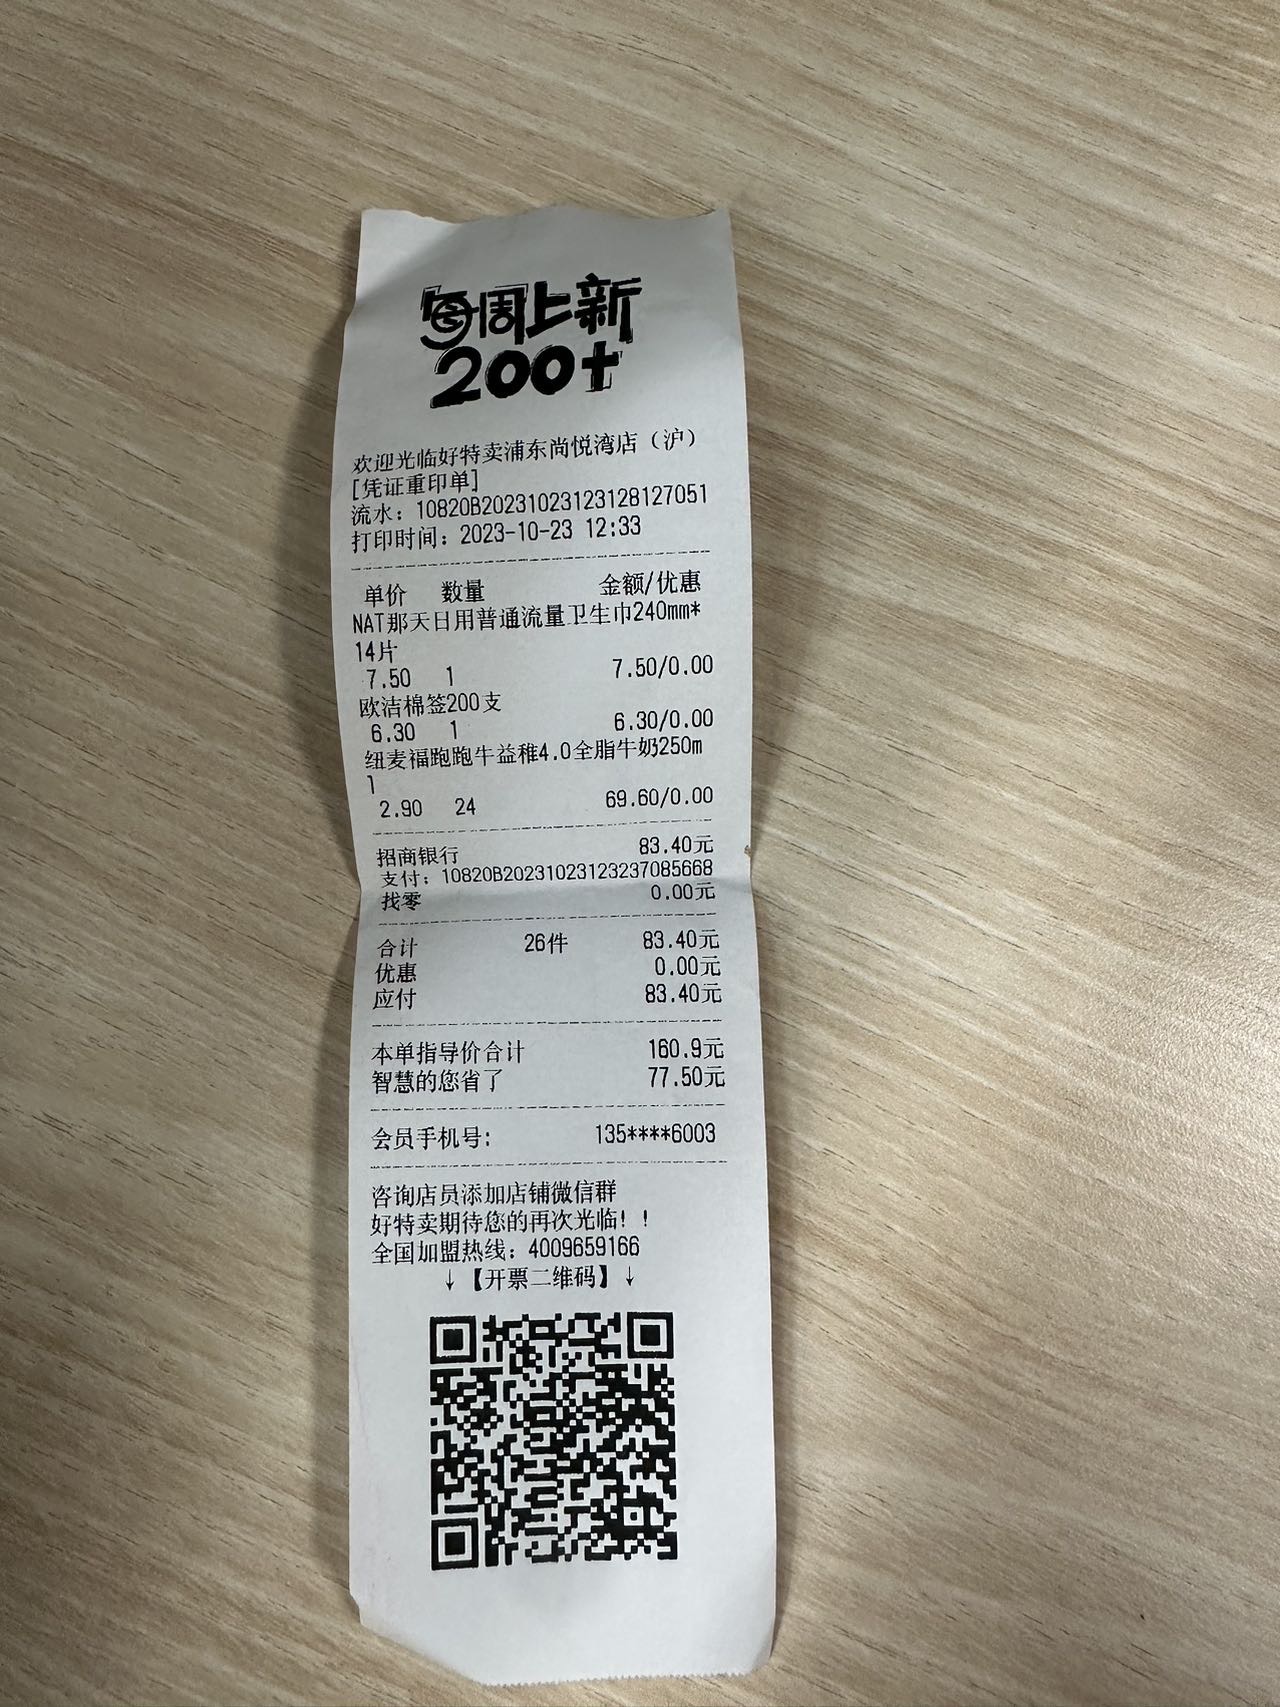 每周上新
200+
欢迎光临好特卖浦东尚悦湾店（沪）
[凭证重印单]
流水：10820B20231023123128127051
打印时间：2023-10-23 12:33
单价 数量 金额/优惠
NAT那天日用普通流量卫生巾240mm*
14片
7.50 1 7.50/0.00
欧洁棉签200支
6.30 1 6.30/0.00
纽麦福跑跑牛益稚4.0全脂牛奶250m
l
2.90 24 69.60/0.00
招商银行 83.40元
支付：10820B20231023123237085668
找零 0.00元
合计 26件 83.40元
优惠 0.00元
应付 83.40元
本单指导价合计 160.9元
智慧的您省了 77.50元
会员手机号: 135****6003
咨询店员添加店铺微信群
好特卖期待您的再次光临！！
全国加盟热线：4009659166
↓【开票二维码】↓